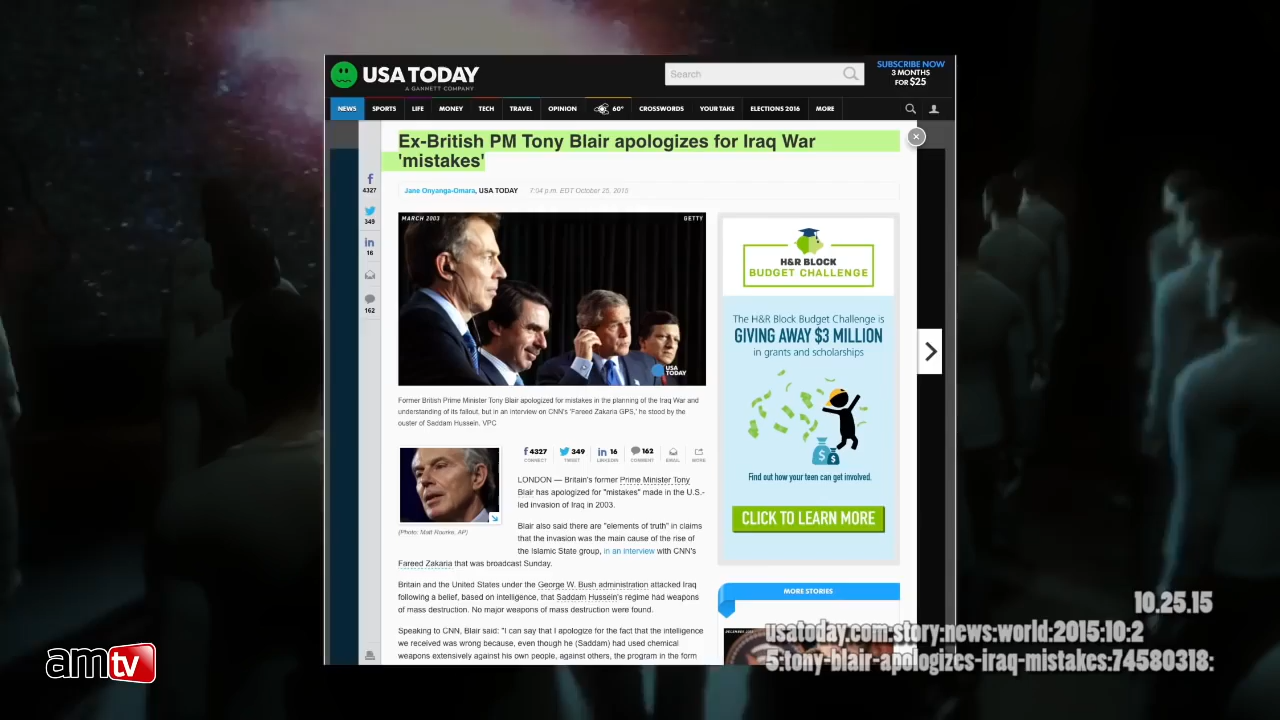 USA TODAY
A GANNETT COMPANY
Search
SUBSCRIBE NOW
3 MONTHS
FOR $25
NEWS SPORTS LIFE MONEY TECH TRAVEL OPINION 60° CROSSWORDS YOUR TAKE ELECTIONS 2016 MORE
Ex-British PM Tony Blair apologizes for Iraq War
'mistakes'
Jane Onyanga-Omara, USA TODAY 7:04 p.m. EDT October 25, 2015
4327
349
16
162
MARCH 2003
GETTY
USA
TODAY
Former British Prime Minister Tony Blair apologized for mistakes in the planning of the Iraq War and
understanding of its fallout, but in an interview on CNN's 'Fareed Zakaria GPS,' he stood by the
ouster of Saddam Hussein. VPC
4327 349 in 16 162
CONNECT TWEET LINKEDIN COMMENT EMAIL MORE
(Photo: Matt Rourke, AP)
LONDON — Britain's former Prime Minister Tony
Blair has apologized for "mistakes" made in the U.S.-
led invasion of Iraq in 2003.
Blair also said there are "elements of truth" in claims
that the invasion was the main cause of the rise of
the Islamic State group, in an interview with CNN's
Fareed Zakaria that was broadcast Sunday.
Britain and the United States under the George W. Bush administration attacked Iraq
following a belief, based on intelligence, that Saddam Hussein's regime had weapons
of mass destruction. No major weapons of mass destruction were found.
Speaking to CNN, Blair said: "I can say that I apologize for the fact that the intelligence
we received was wrong because, even though he (Saddam) had used chemical
weapons extensively against his own people, against others, the program in the form
H&R BLOCK
BUDGET CHALLENGE
The H&R Block Budget Challenge is
GIVING AWAY $3 MILLION
in grants and scholarships
$ $
Find out how your teen can get involved.
CLICK TO LEARN MORE
MORE STORIES
10.25.15
usatoday.com:story:news:world:2015:10:2
5:tony-blair-apologizes-iraq-mistakes:74580318:
amtv